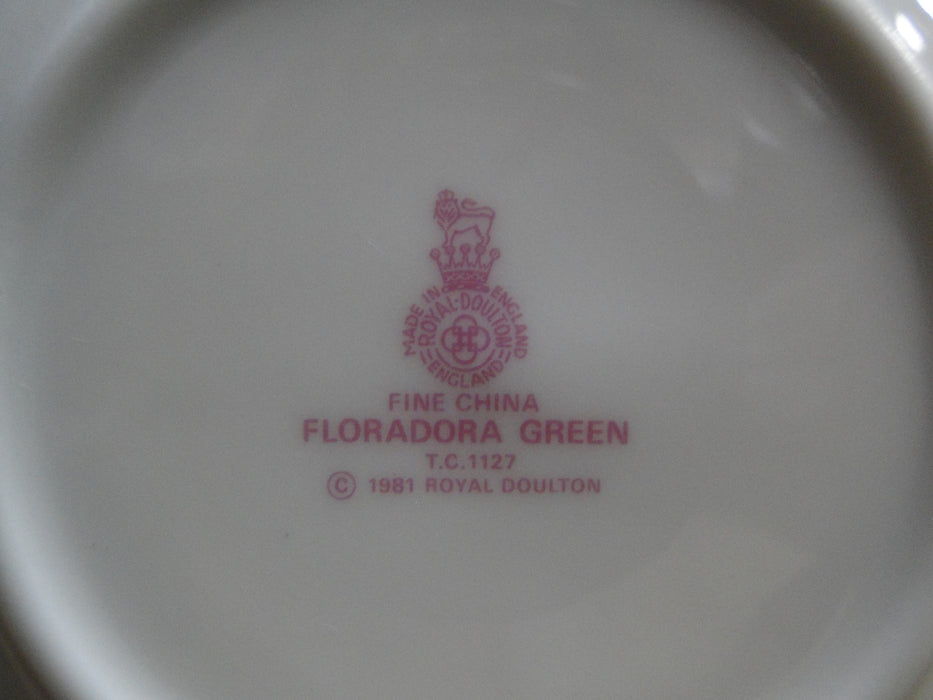 MADE IN ENGLAND
ROYAL·DOULTON
ENGLAND
FINE CHINA
FLORADORA GREEN
T.C.1127
© 1981 ROYAL DOULTON